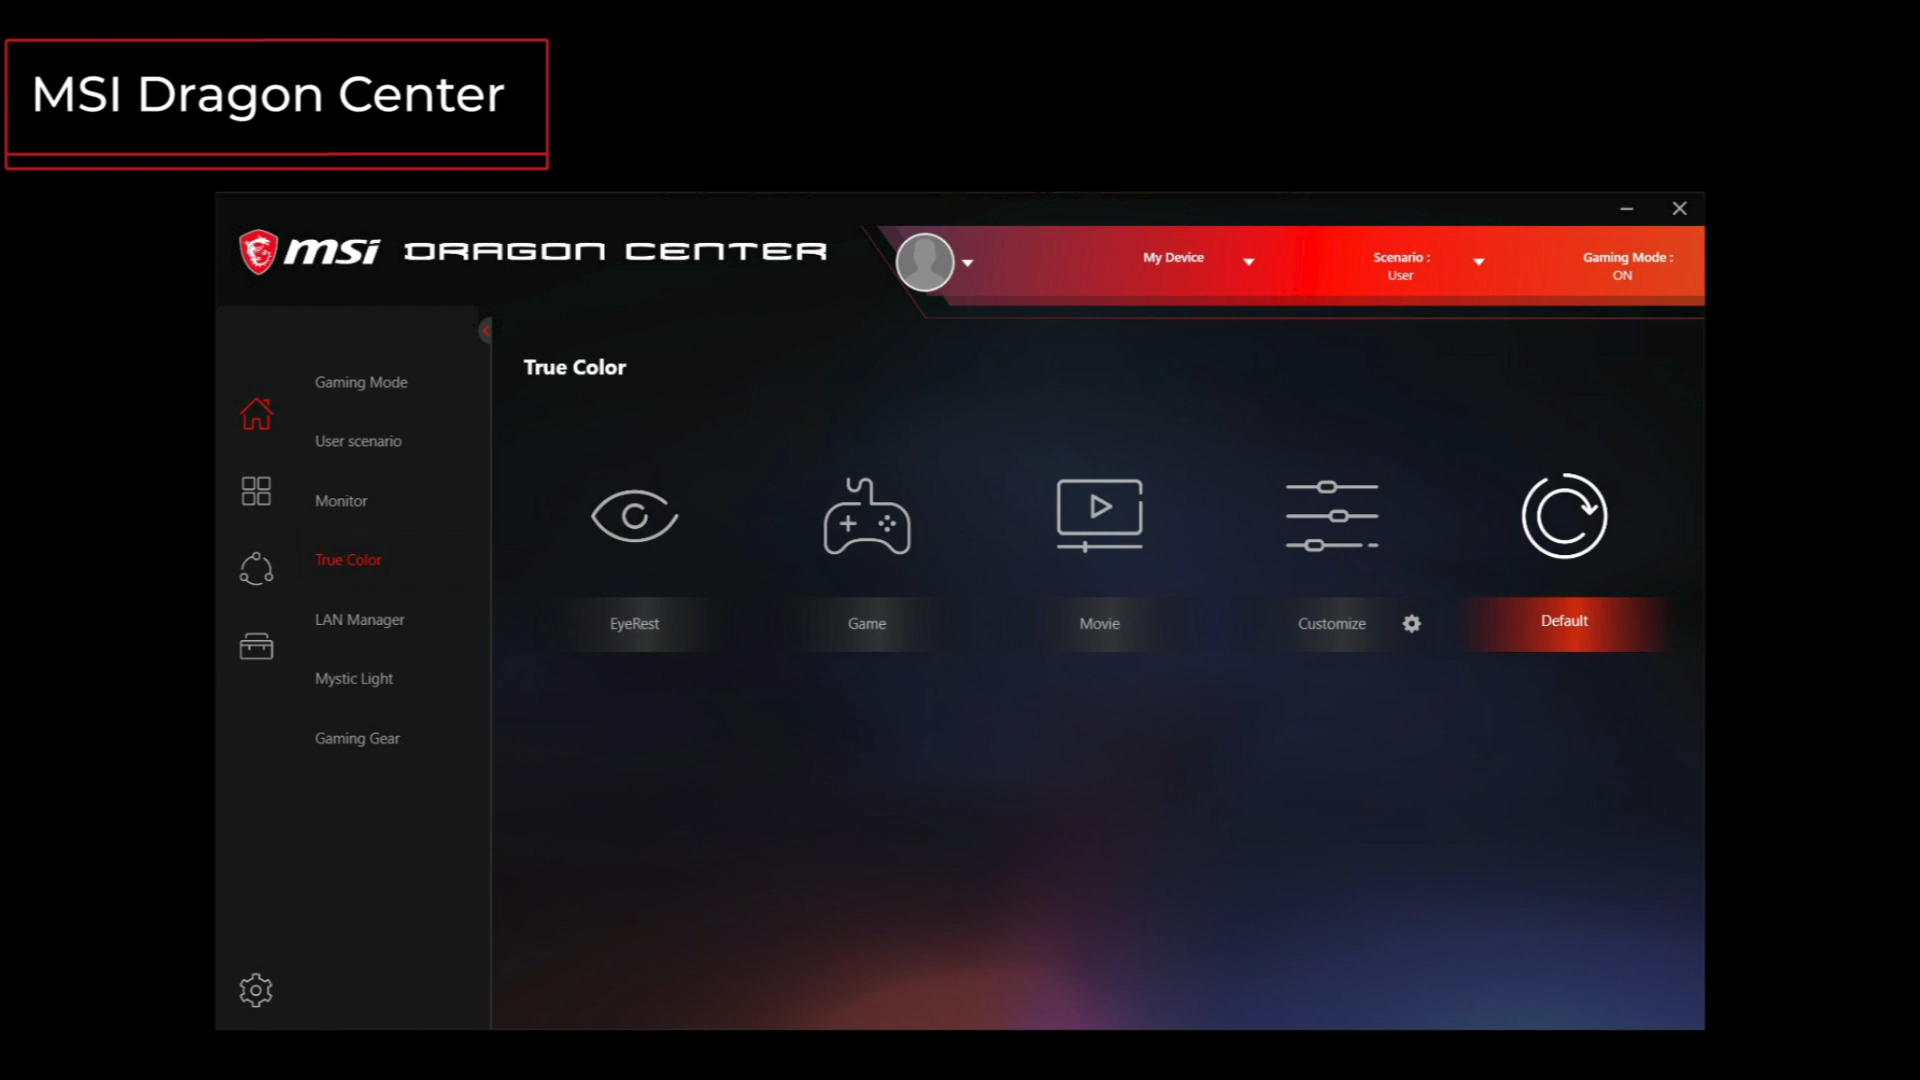 MSI Dragon Center
msi DRAGON CENTER
My Device
Scenario :
User
Gaming Mode :
ON
True Color
Gaming Mode
User scenario
Monitor
True Color
LAN Manager
Mystic Light
Gaming Gear
EyeRest
Game
Movie
Customize
Default